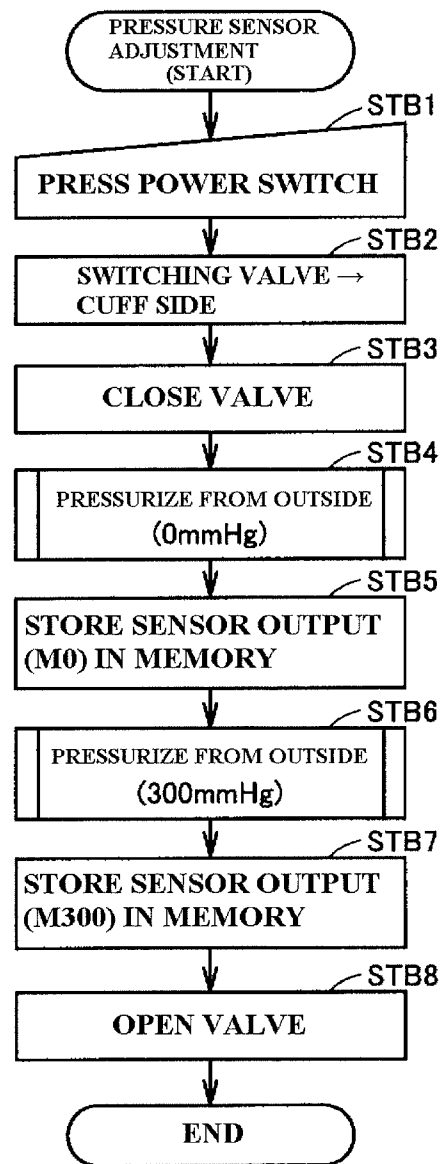 PRESSURE SENSOR
ADJUSTMENT
(START)
STB1
PRESS POWER SWITCH
STB2
SWITCHING VALVE →
CUFF SIDE
STB3
CLOSE VALVE
STB4
PRESSURIZE FROM OUTSIDE
(0mmHg)
STB5
STORE SENSOR OUTPUT
(M0) IN MEMORY
STB6
PRESSURIZE FROM OUTSIDE
(300mmHg)
STB7
STORE SENSOR OUTPUT
(M300) IN MEMORY
STB8
OPEN VALVE
END